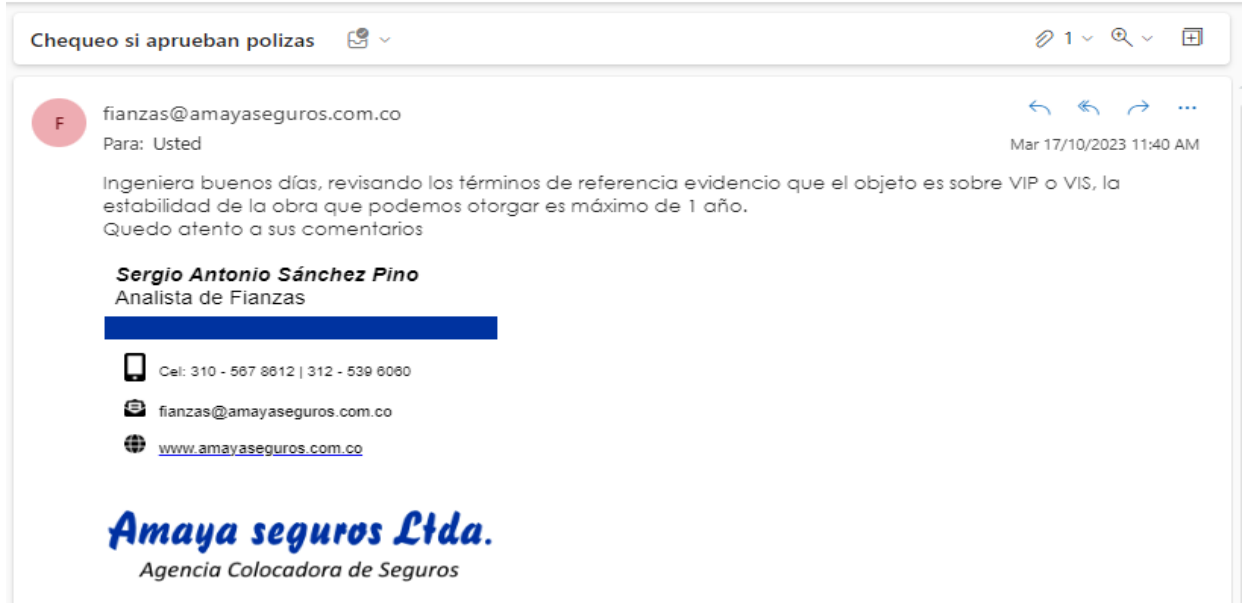 Chequeo si aprueban polizas
1
F
fianzas@amayaseguros.com.co
Para: Usted
Mar 17/10/2023 11:40 AM
Ingeniera buenos días, revisando los términos de referencia evidencio que el objeto es sobre VIP o VIS, la
estabilidad de la obra que podemos otorgar es máximo de 1 año.
Quedo atento a sus comentarios
Sergio Antonio Sánchez Pino
Analista de Fianzas
Cel: 310 - 567 8612 | 312 - 539 6060
fianzas@amayaseguros.com.co
www.amayaseguros.com.co
Amaya seguros Ltda.
Agencia Colocadora de Seguros